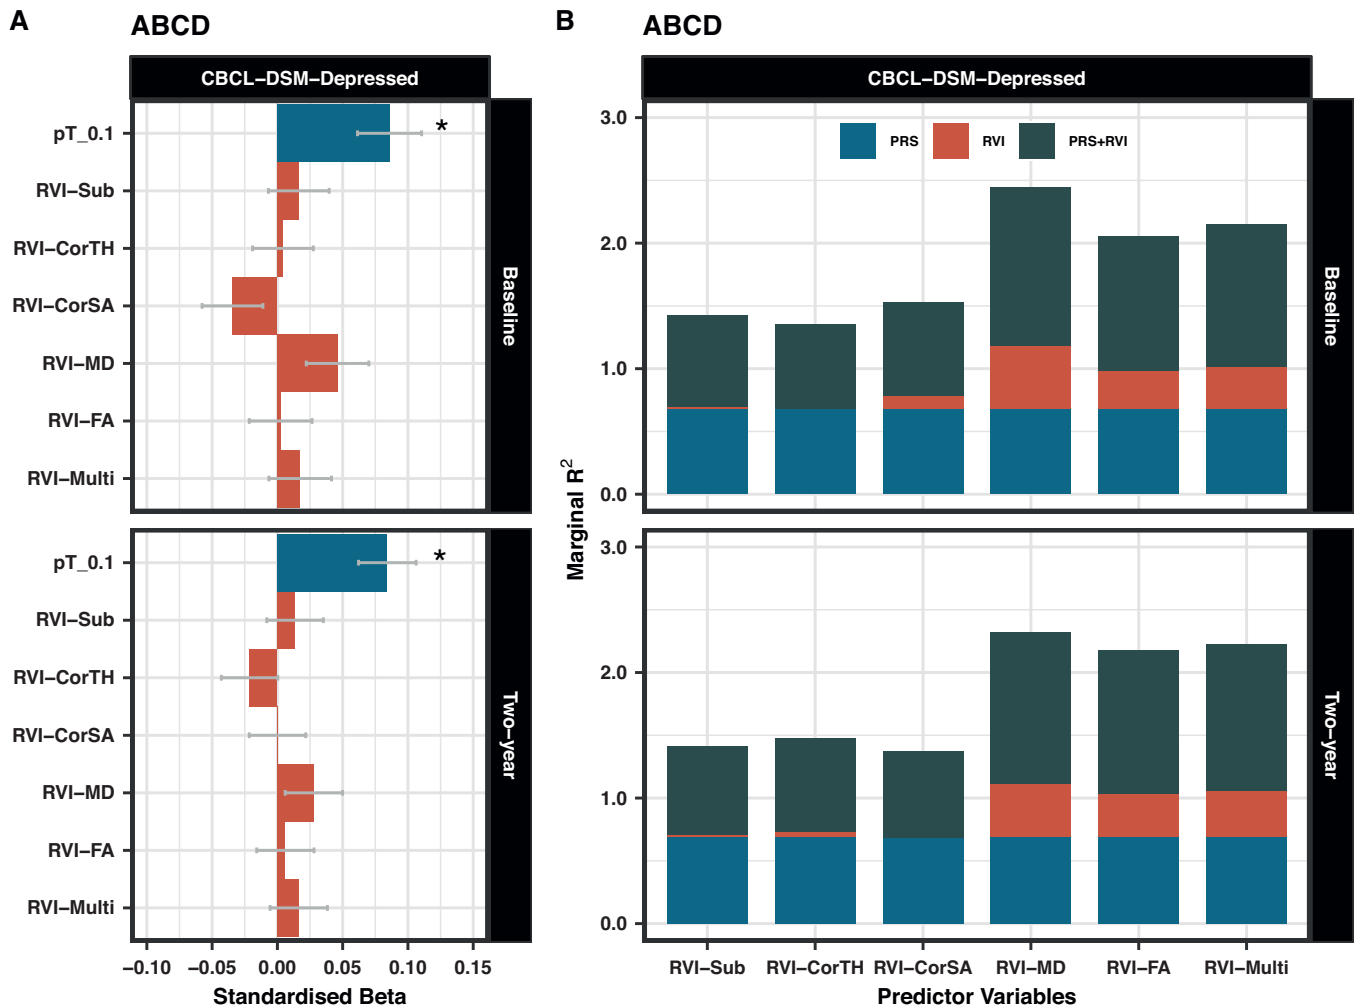 A
ABCD
CBCL-DSM-Depressed
pT_0.1
*
RVI-Sub
RVI-CorTH
RVI-CorSA
RVI-MD
RVI-FA
RVI-Multi
Baseline
pT_0.1
*
RVI-Sub
RVI-CorTH
RVI-CorSA
RVI-MD
RVI-FA
RVI-Multi
Two-year
-0.10 -0.05 0.00 0.05 0.10 0.15
Standardised Beta
B
ABCD
CBCL-DSM-Depressed
PRS RVI PRS+RVI
3.0
2.0
1.0
0.0
Baseline
Marginal R²
3.0
2.0
1.0
0.0
Two-year
RVI-Sub RVI-CorTH RVI-CorSA RVI-MD RVI-FA RVI-Multi
Predictor Variables